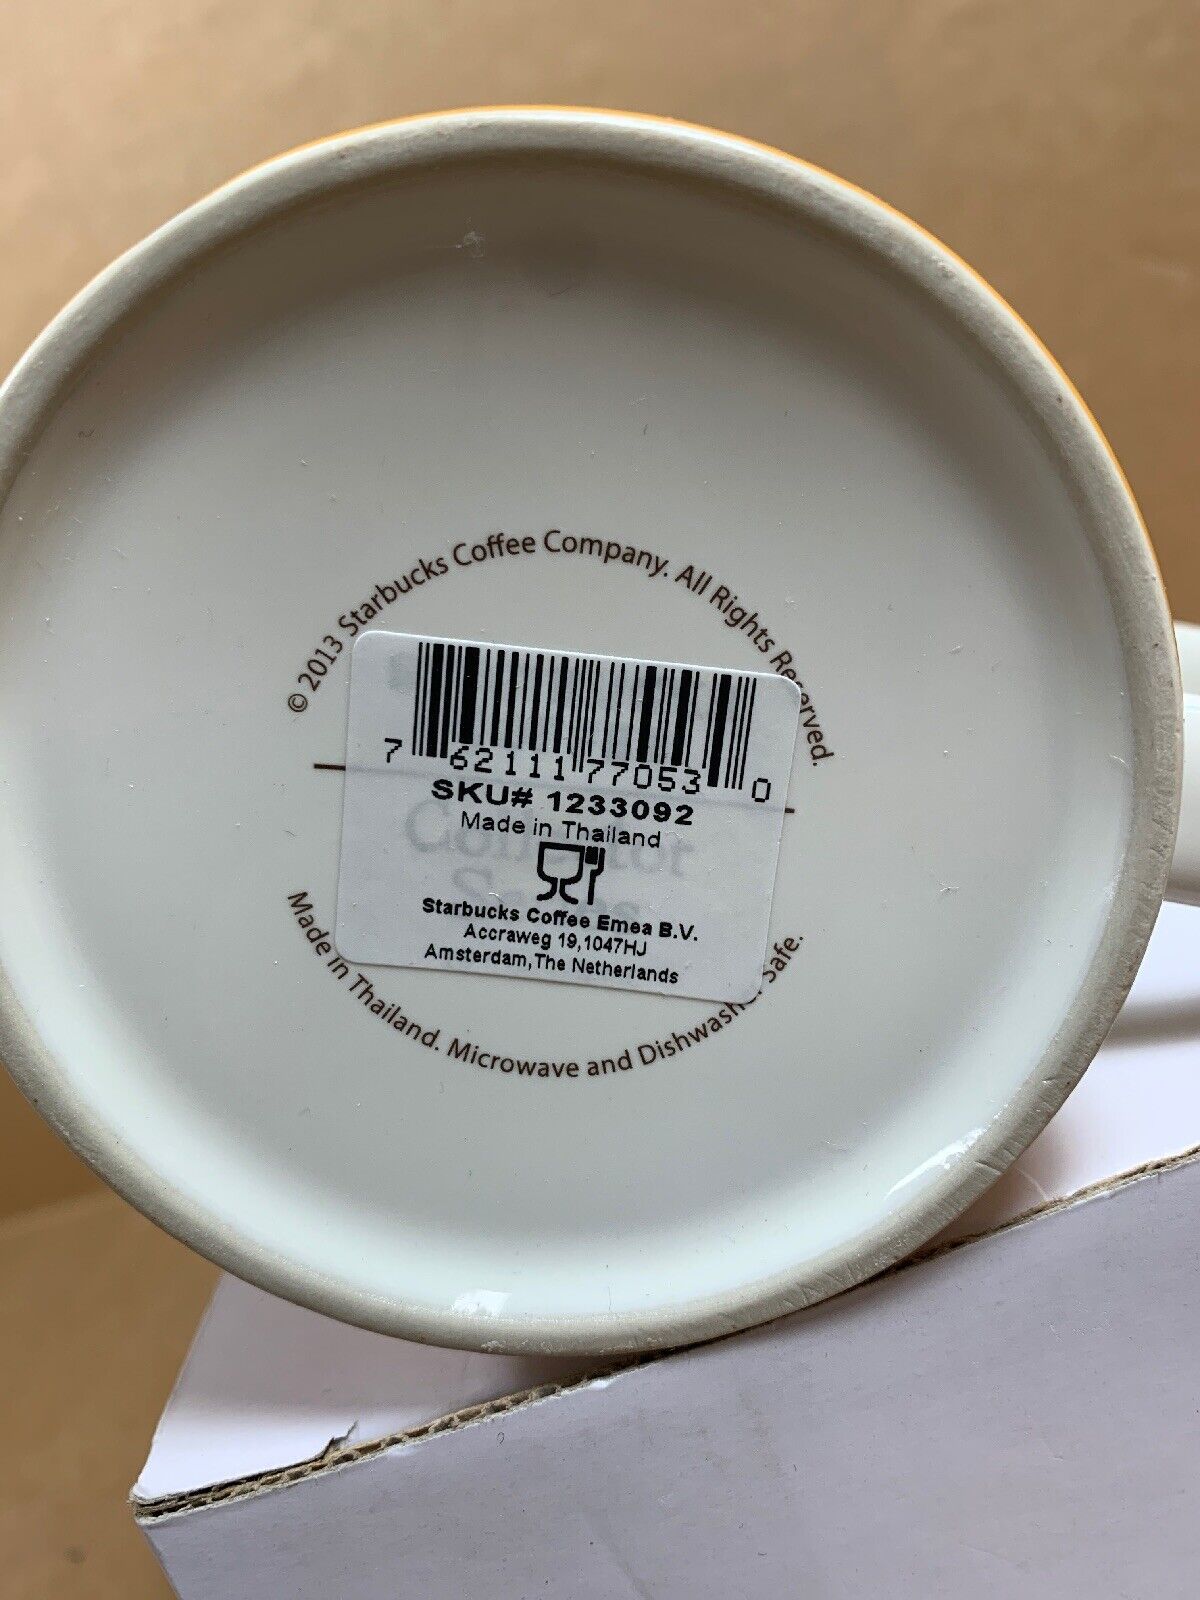 © 2013 Starbucks Coffee Company. All Rights Reserved.
7 62111 77053 0
SKU# 1233092
Made in Thailand
Starbucks Coffee Emea B.V.
Accraweg 19,1047HJ
Amsterdam,The Netherlands
Made in Thailand. Microwave and Dishwasher Safe.